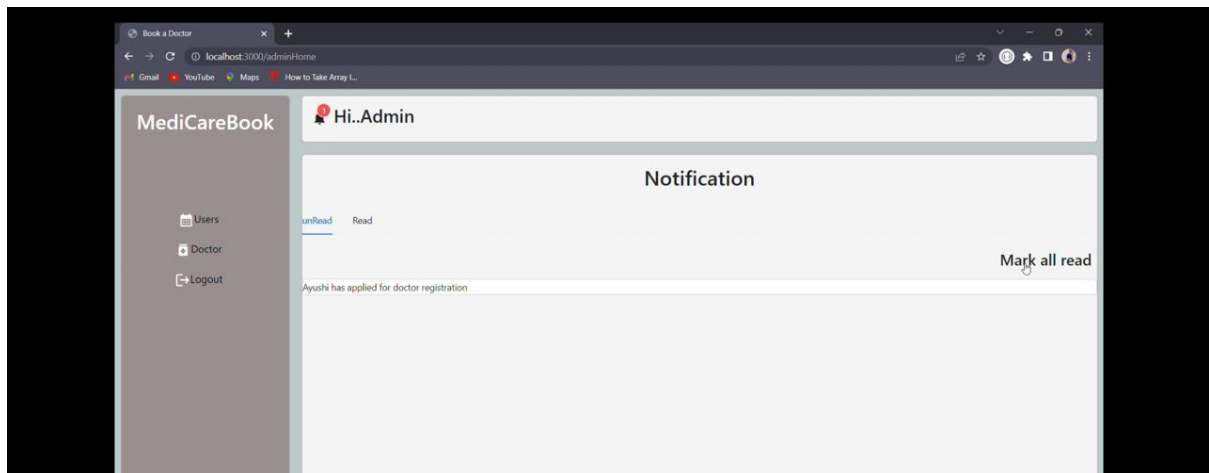 Book a Doctor
localhost:3000/adminHome
Gmail YouTube Maps How to Take Array I...
MediCareBook
1
Hi..Admin
Notification
Users
unRead Read
Doctor
Mark all read
Logout
Ayushi has applied for doctor registration